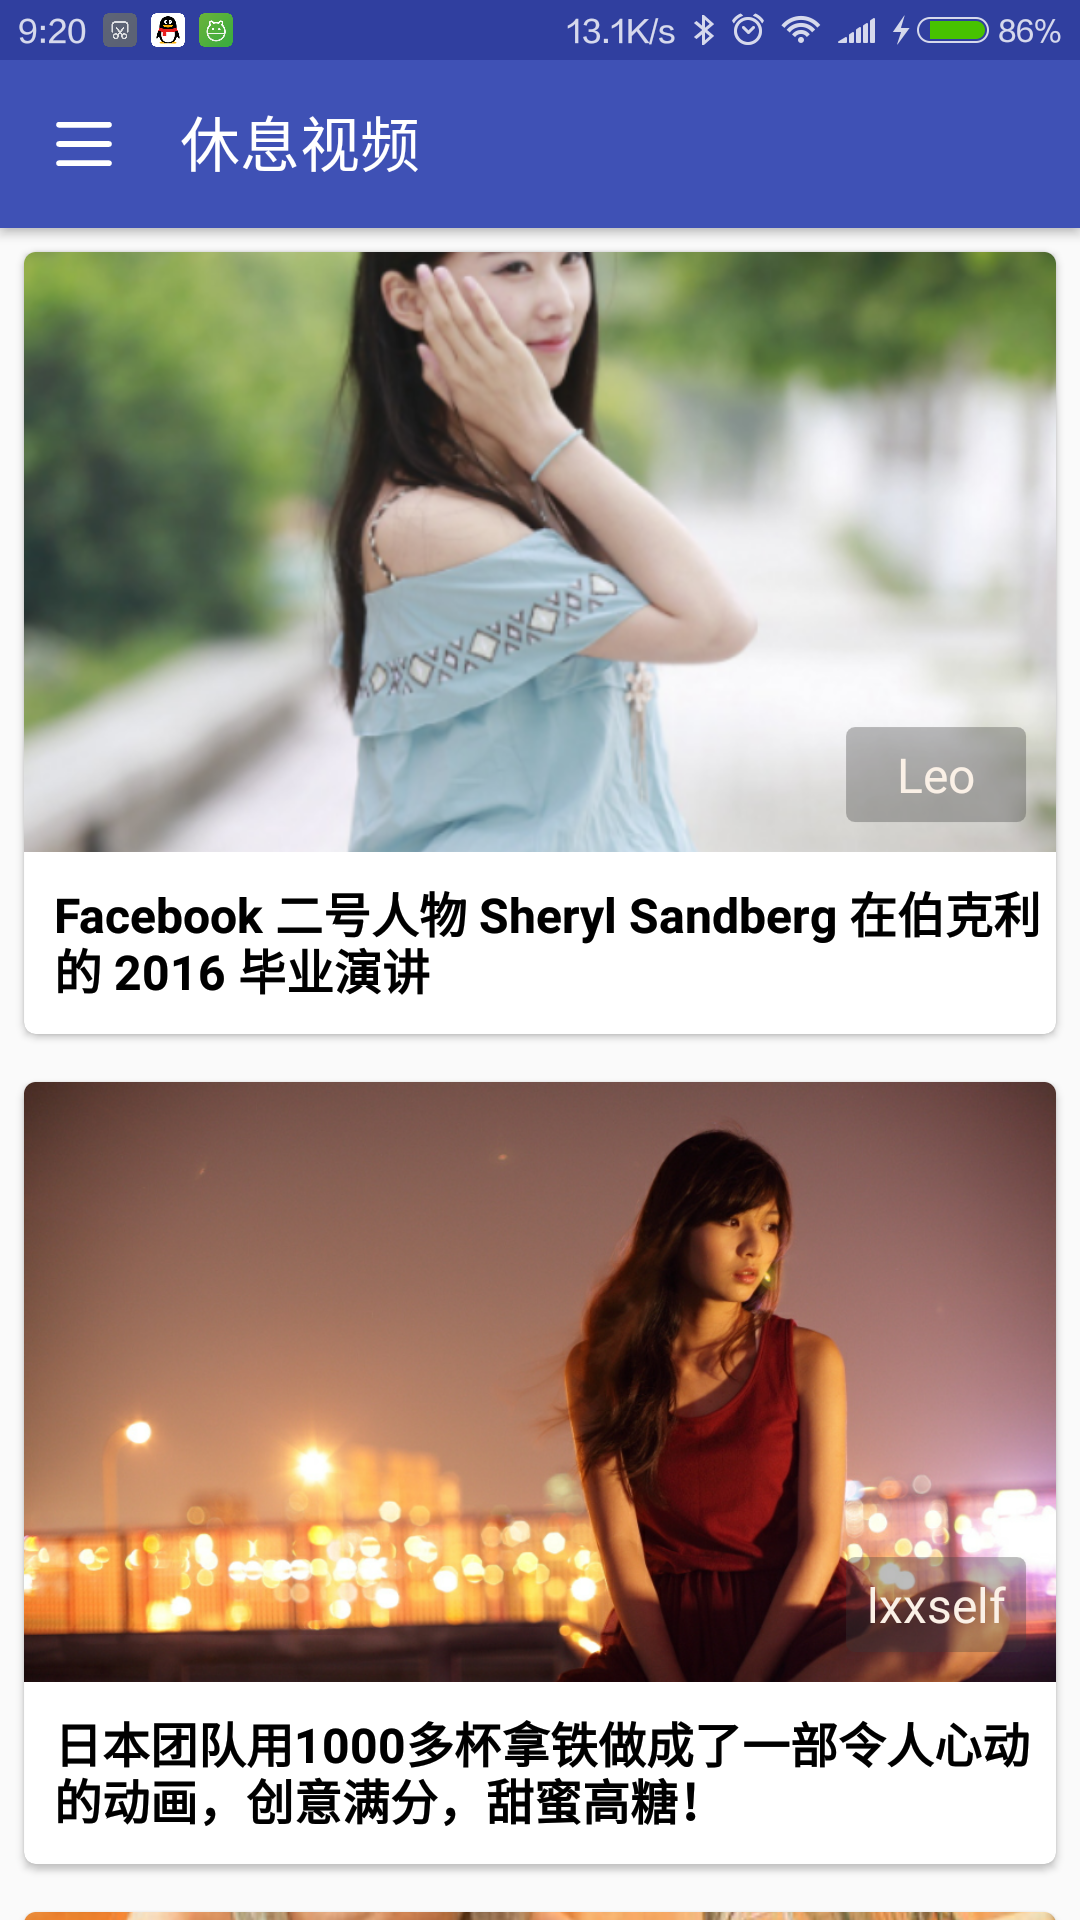 9:20 13.1K/s 86%
休息视频
Leo
Facebook 二号人物 Sheryl Sandberg 在伯克利
的 2016 毕业演讲
lxxself
日本团队用1000多杯拿铁做成了一部令人心动
的动画，创意满分，甜蜜高糖！